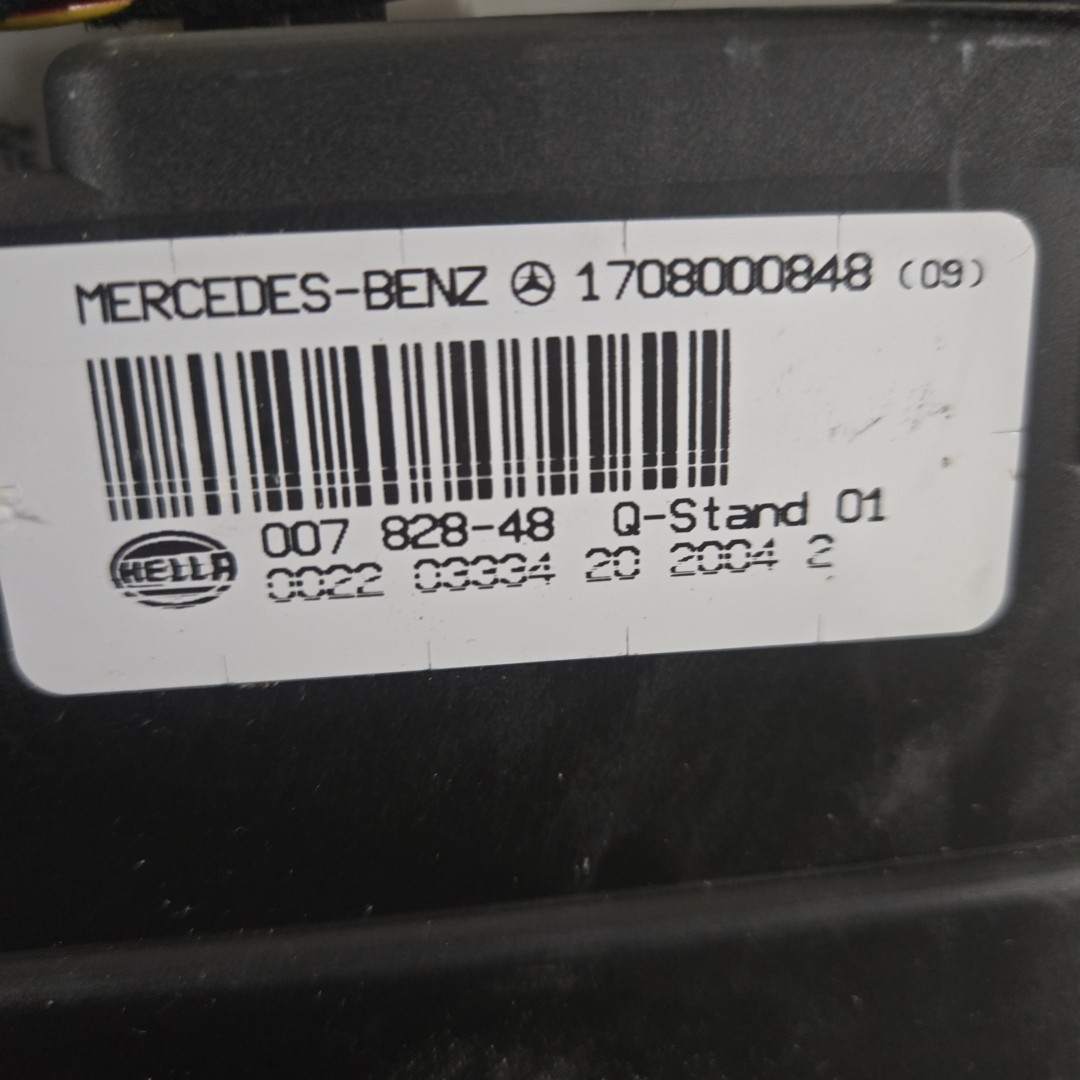 MERCEDES-BENZ 1708000848 (09)
007 828-48 Q-Stand 01
HELLA
0022 03334 20 2004 2